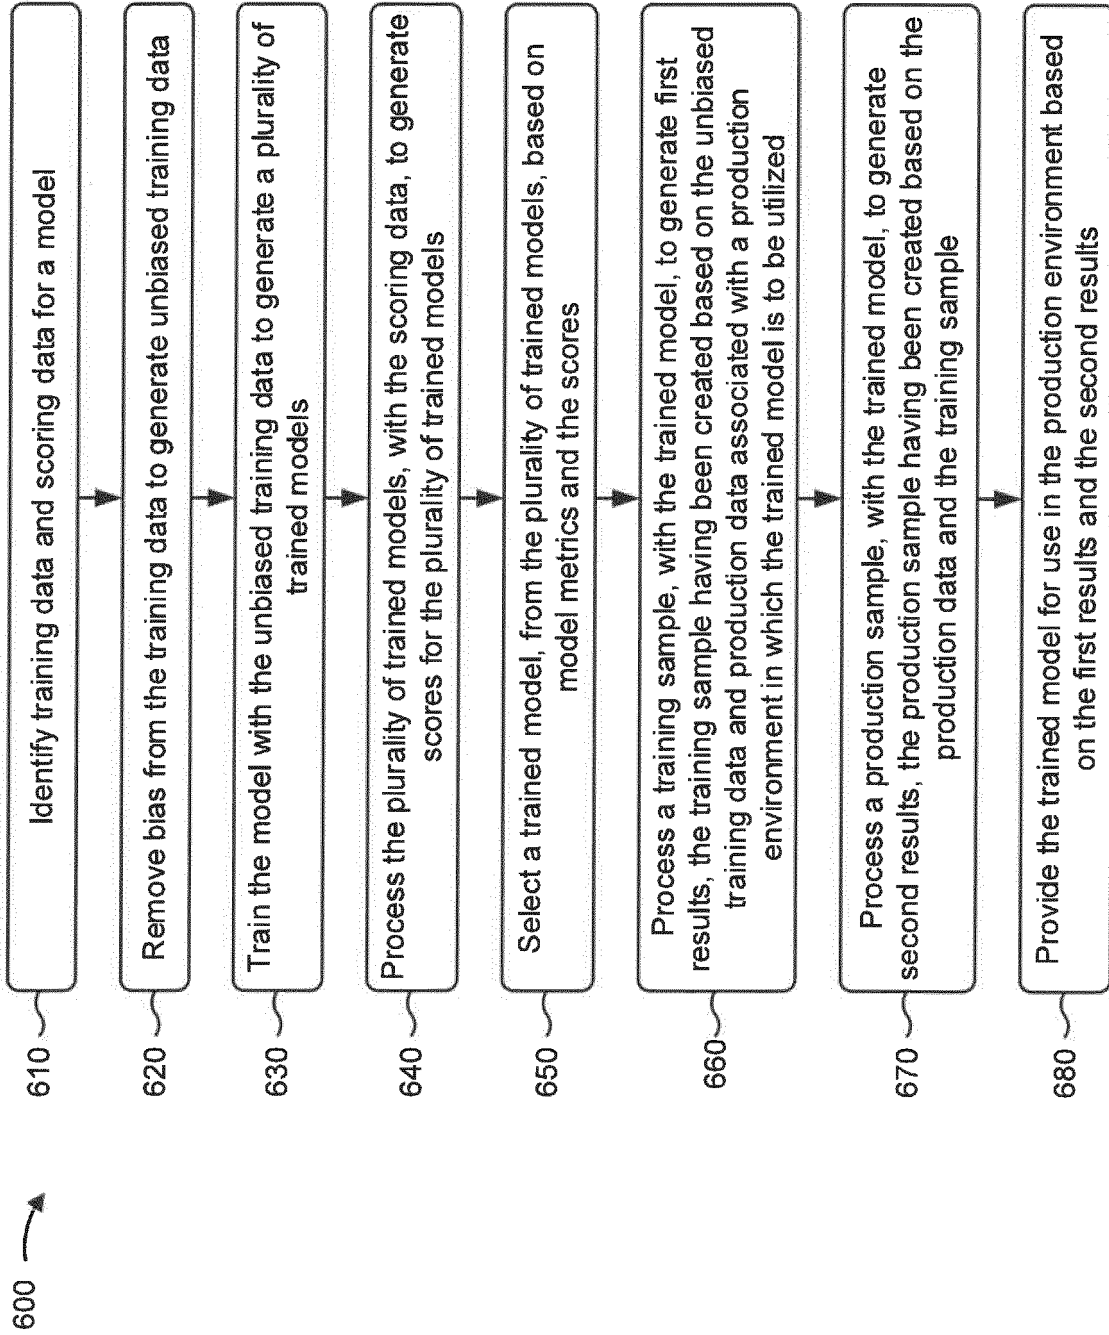 600
610
Identify training data and scoring data for a model
620
Remove bias from the training data to generate unbiased training data
630
Train the model with the unbiased training data to generate a plurality of
trained models
640
Process the plurality of trained models, with the scoring data, to generate
scores for the plurality of trained models
650
Select a trained model, from the plurality of trained models, based on
model metrics and the scores
660
Process a training sample, with the trained model, to generate first
results, the training sample having been created based on the unbiased
training data and production data associated with a production
environment in which the trained model is to be utilized
670
Process a production sample, with the trained model, to generate
second results, the production sample having been created based on the
production data and the training sample
680
Provide the trained model for use in the production environment based
on the first results and the second results